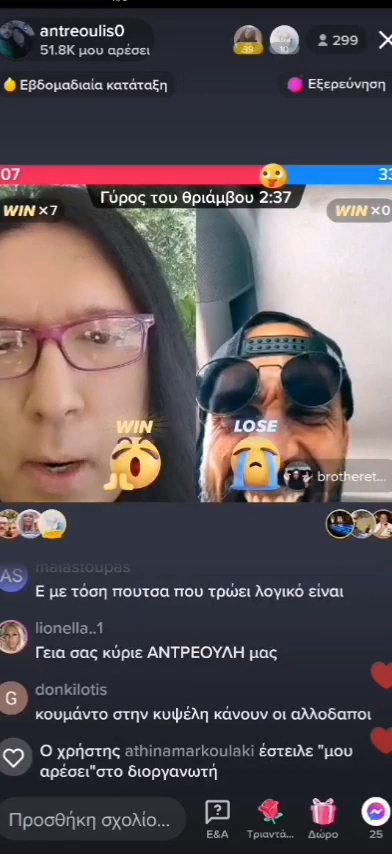 antreoulis0
51.8K μου αρέσει
39
10
299
Εβδομαδιαία κατάταξη
Εξερεύνηση
07
33
Γύρος του θριάμβου 2:37
WIN ×7
WIN ×0
WIN
LOSE
brotheret...
malastoupas
AS
Ε με τόση πουτσα που τρώει λογικό είναι
lionella..1
Γεια σας κύριε ΑΝΤΡΕΟΥΛΗ μας
donkilotis
G
κουμάντο στην κυψέλη κάνουν οι αλλοδαποι
Ο χρήστης athinamarkoulaki έστειλε "μου
αρέσει"στο διοργανωτή
Προσθήκη σχολίο...
Ε&Α
Τριαντά...
Δώρο
25